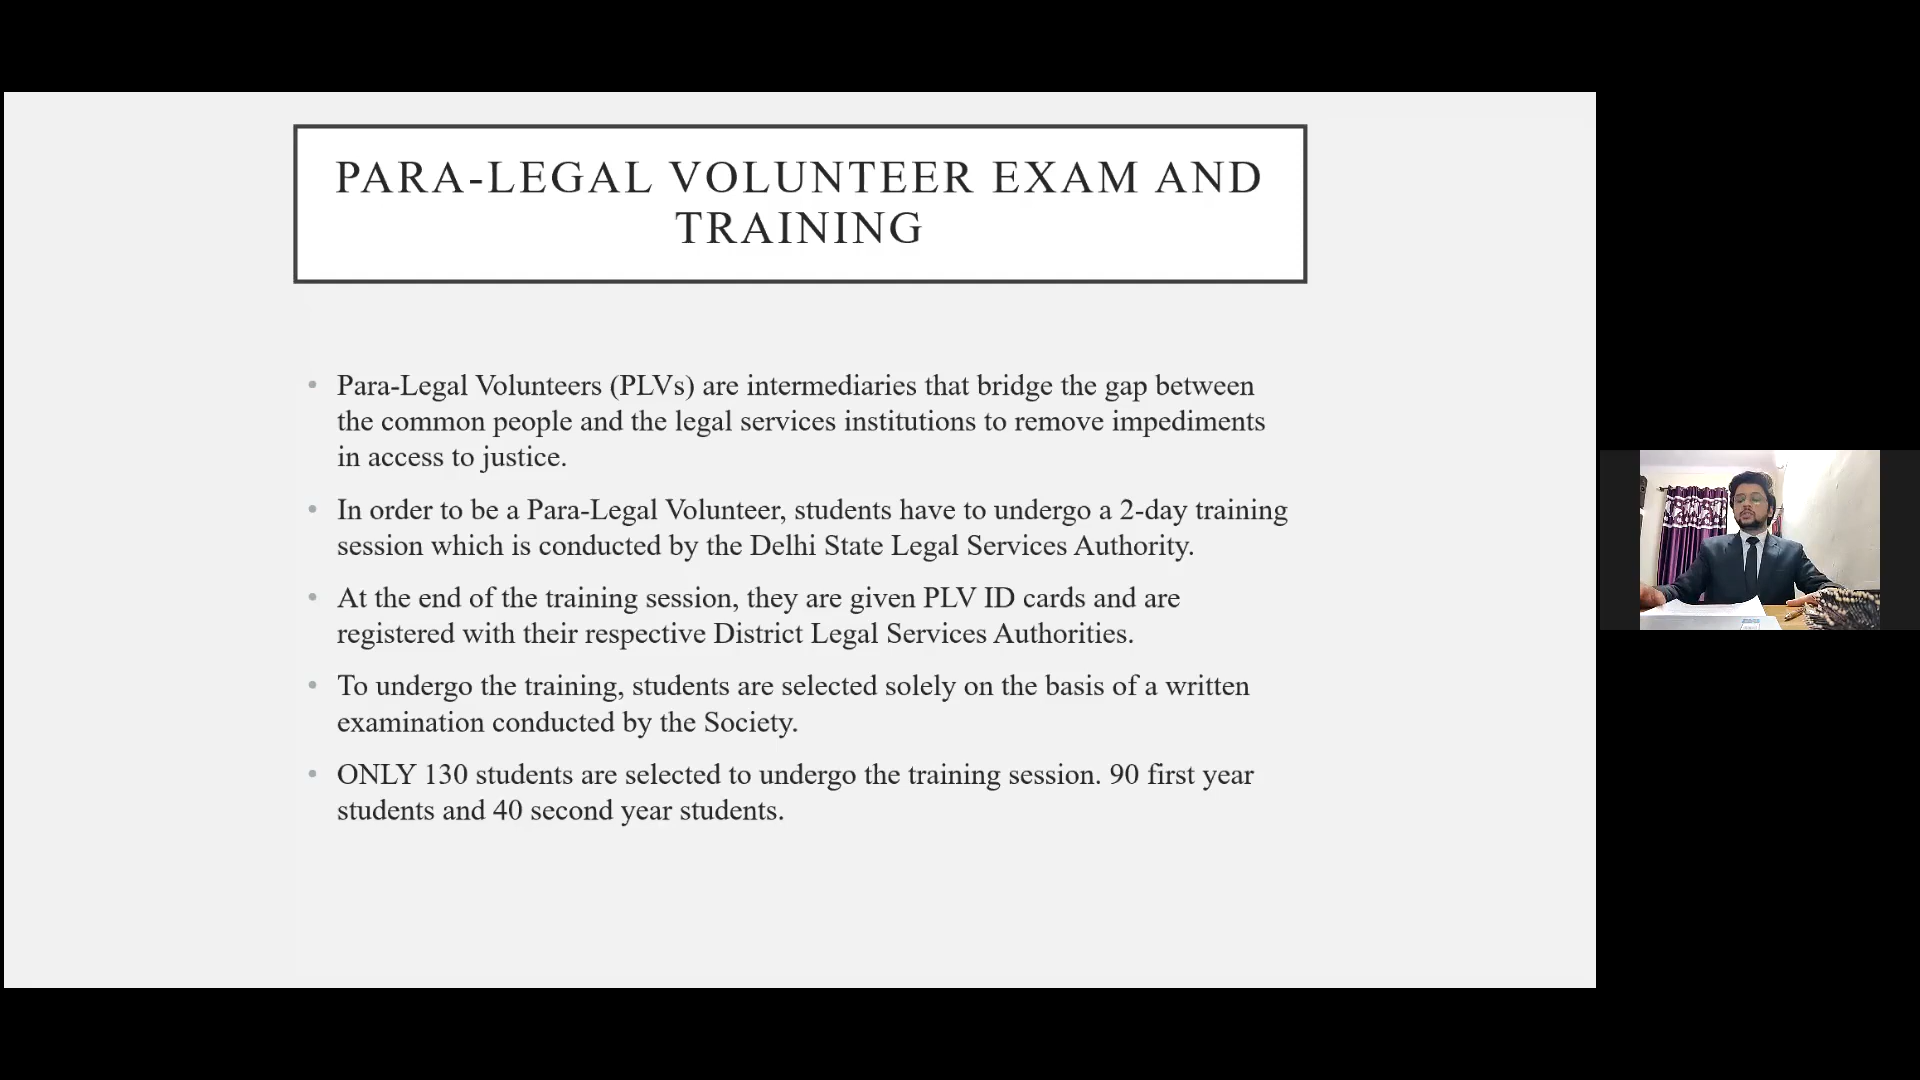 PARA-LEGAL VOLUNTEER EXAM AND
TRAINING
• Para-Legal Volunteers (PLVs) are intermediaries that bridge the gap between
the common people and the legal services institutions to remove impediments
in access to justice.
• In order to be a Para-Legal Volunteer, students have to undergo a 2-day training
session which is conducted by the Delhi State Legal Services Authority.
• At the end of the training session, they are given PLV ID cards and are
registered with their respective District Legal Services Authorities.
• To undergo the training, students are selected solely on the basis of a written
examination conducted by the Society.
• ONLY 130 students are selected to undergo the training session. 90 first year
students and 40 second year students.